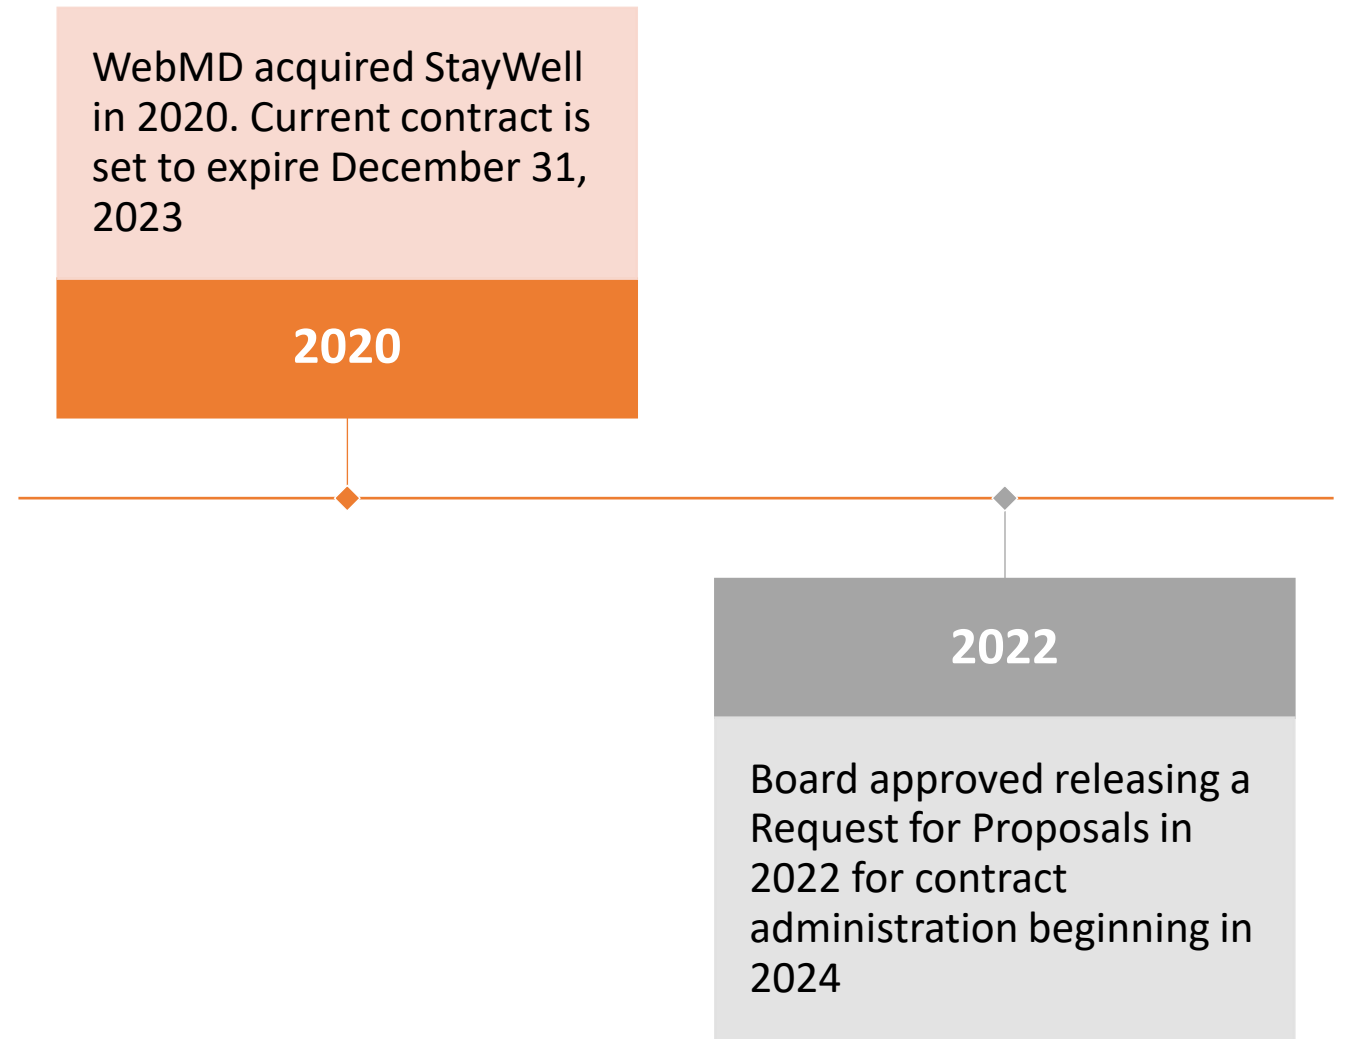 WebMD acquired StayWell
in 2020. Current contract is
set to expire December 31,
2023
2020
2022
Board approved releasing a
Request for Proposals in
2022 for contract
administration beginning in
2024